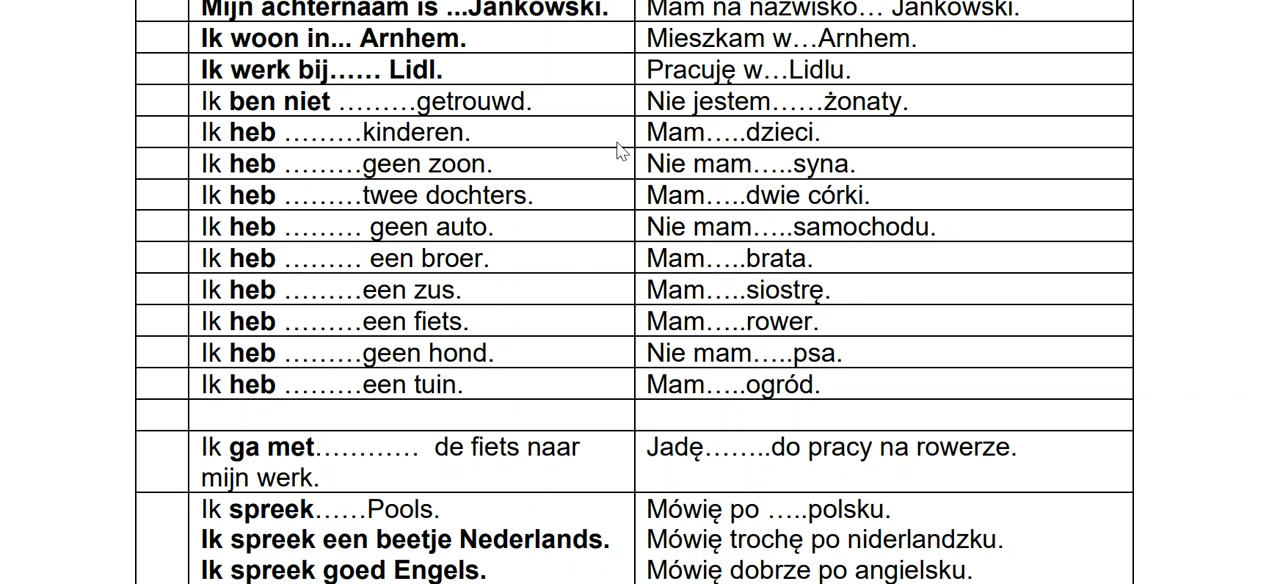 Mijn achternaam is ...Jankowski.
Mam na nazwisko… Jankowski.
Ik woon in... Arnhem.
Mieszkam w…Arnhem.
Ik werk bij…… Lidl.
Pracuję w…Lidlu.
Ik ben niet ………getrouwd.
Nie jestem……żonaty.
Ik heb ………kinderen.
Mam…..dzieci.
Ik heb ………geen zoon.
Nie mam…..syna.
Ik heb ………twee dochters.
Mam…..dwie córki.
Ik heb ……… geen auto.
Nie mam…..samochodu.
Ik heb ……… een broer.
Mam…..brata.
Ik heb ………een zus.
Mam…..siostrę.
Ik heb ………een fiets.
Mam…..rower.
Ik heb ………geen hond.
Nie mam…..psa.
Ik heb ………een tuin.
Mam…..ogród.
Ik ga met………… de fiets naar
mijn werk.
Jadę……..do pracy na rowerze.
Ik spreek……Pools.
Ik spreek een beetje Nederlands.
Ik spreek goed Engels.
Mówię po …..polsku.
Mówię trochę po niderlandzku.
Mówię dobrze po angielsku.